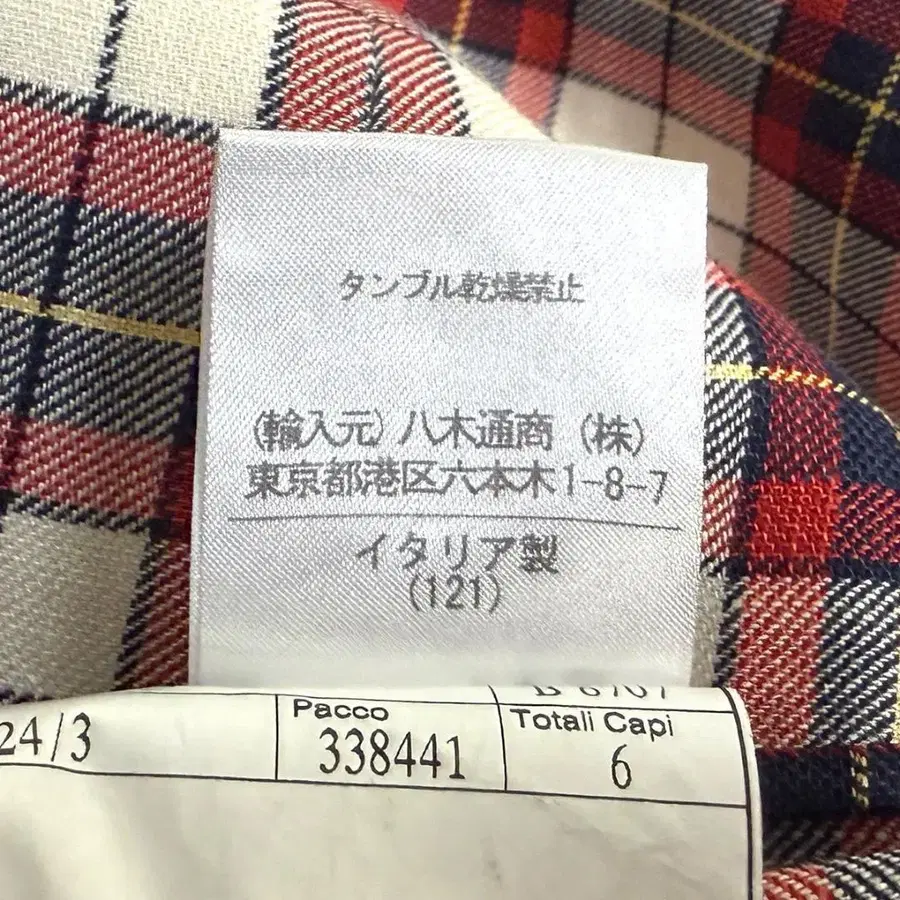 タンブル乾燥禁止
(輸入元) 八木通商 (株)
東京都港区六本木1-8-7
イタリア製
(121)
24/3
Pacco
338441
Totali Capi
6